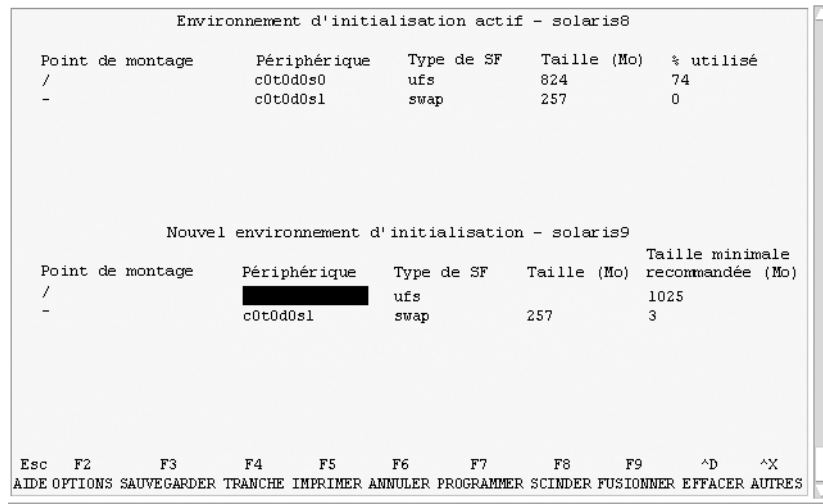 Environnement d'initialisation actif - solaris8
Point de montage Périphérique Type de SF Taille (Mo) % utilisé
/ c0t0d0s0 ufs 824 74
- c0t0d0s1 swap 257 0
Nouvel environnement d'initialisation - solaris9
Taille minimale
Point de montage Périphérique Type de SF Taille (Mo) recommandée (Mo)
/ ufs 1025
- c0t0d0s1 swap 257 3
Esc F2 F3 F4 F5 F6 F7 F8 F9 ^D ^X
AIDE OPTIONS SAUVEGARDER TRANCHE IMPRIMER ANNULER PROGRAMMER SCINDER FUSIONNER EFFACER AUTRES